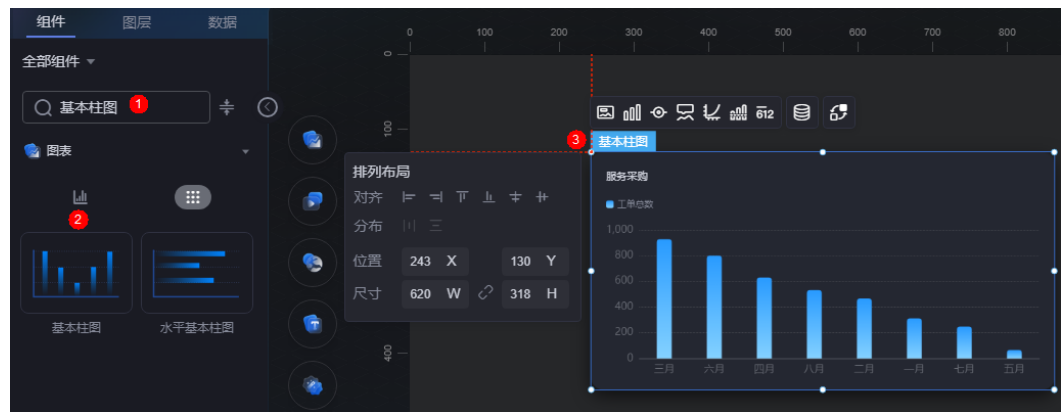 组件 图层 数据
全部组件
基本柱图 1
图表
2
基本柱图 水平基本柱图
0 100 200 300 400 500 600 700 800
0
100
400
排列布局
对齐
分布
位置 243 X 130 Y
尺寸 620 W 318 H
612
3 基本柱图
服务采购
工单总数
1,000
800
600
400
200
0
三月 六月 四月 八月 二月 一月 七月 五月